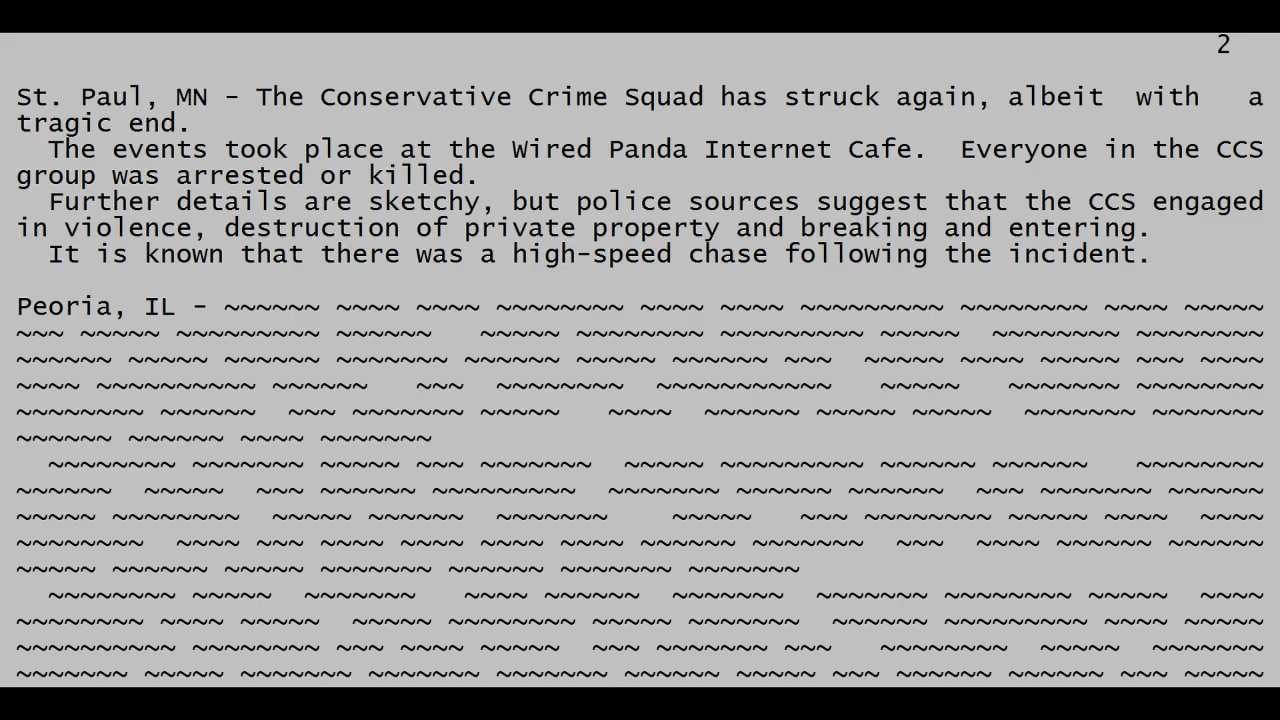 2
St. Paul, MN - The Conservative Crime Squad has struck again, albeit with a
tragic end.
The events took place at the Wired Panda Internet Cafe. Everyone in the CCS
group was arrested or killed.
Further details are sketchy, but police sources suggest that the CCS engaged
in violence, destruction of private property and breaking and entering.
It is known that there was a high-speed chase following the incident.
Peoria, IL - ~~~~~~ ~~~~ ~~~~ ~~~~~~~~ ~~~~ ~~~~ ~~~~~~~~~ ~~~~~~~~ ~~~~ ~~~~~
~~~ ~~~~~ ~~~~~~~~~ ~~~~~~ ~~~~~ ~~~~~~~~ ~~~~~~~~~ ~~~~~ ~~~~~~~~ ~~~~~~~~
~~~~~~ ~~~~~ ~~~~~~ ~~~~~~~ ~~~~~~ ~~~~~ ~~~~~~ ~~~ ~~~~~ ~~~~ ~~~~~ ~~~ ~~~~
~~~~ ~~~~~~~~~~ ~~~~~~ ~~~ ~~~~~~~~ ~~~~~~~~~~~ ~~~~~ ~~~~~~~ ~~~~~~~~
~~~~~~~~ ~~~~~~ ~~~ ~~~~~~~ ~~~~~ ~~~~ ~~~~~~ ~~~~~ ~~~~~ ~~~~~~~ ~~~~~~~
~~~~~~ ~~~~~~ ~~~~ ~~~~~~~
~~~~~~~~ ~~~~~~~ ~~~~~ ~~~ ~~~~~~~ ~~~~~ ~~~~~~~~~ ~~~~~~ ~~~~~~ ~~~~~~~~
~~~~~~ ~~~~~ ~~~ ~~~~~~ ~~~~~~~~~ ~~~~~~~ ~~~~~~ ~~~~~~ ~~~ ~~~~~~~ ~~~~~~
~~~~~ ~~~~~~~~ ~~~~~ ~~~~~~ ~~~~~~~ ~~~~~ ~~~ ~~~~~~~~ ~~~~~ ~~~~ ~~~~
~~~~~~~~ ~~~~ ~~~ ~~~~ ~~~~ ~~~~ ~~~~ ~~~~~~ ~~~~~~~ ~~~ ~~~~ ~~~~~~ ~~~~~~
~~~~~ ~~~~~~ ~~~~~ ~~~~~~~ ~~~~~~ ~~~~~~~ ~~~~~~~
~~~~~~~~ ~~~~~ ~~~~~~~ ~~~~ ~~~~~~ ~~~~~~~ ~~~~~~~ ~~~~~~~~ ~~~~~ ~~~~
~~~~~~~~ ~~~~ ~~~~~ ~~~~~ ~~~~~~~~ ~~~~~ ~~~~~~~ ~~~~~~ ~~~~~~~~~ ~~~~ ~~~~~
~~~~~~~~~~ ~~~~~~~~ ~~~ ~~~~ ~~~~~ ~~~ ~~~~~~~ ~~~ ~~~~~~~~ ~~~~~ ~~~~~~~
~~~~~~~ ~~~~~ ~~~~~~~ ~~~~~~~ ~~~~~~~ ~~~~~~ ~~~~~ ~~~ ~~~~~~ ~~~~~~ ~~~ ~~~~~